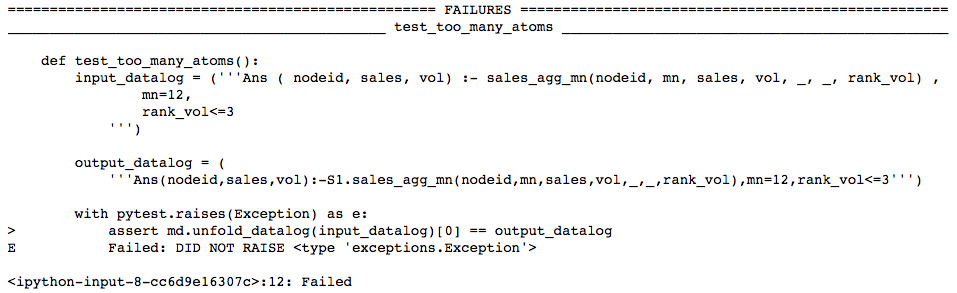 =================================================== FAILURES ===================================================
_____________________________________________ test_too_many_atoms ______________________________________________
    def test_too_many_atoms():
        input_datalog = ('''Ans ( nodeid, sales, vol) :- sales_agg_mn(nodeid, mn, sales, vol, _, _, rank_vol) ,
                mn=12,
                rank_vol<=3
            ''')
        output_datalog = (
            '''Ans(nodeid,sales,vol):-S1.sales_agg_mn(nodeid,mn,sales,vol,_,_,rank_vol),mn=12,rank_vol<=3''')
        with pytest.raises(Exception) as e:
>           assert md.unfold_datalog(input_datalog)[0] == output_datalog
E           Failed: DID NOT RAISE <type 'exceptions.Exception'>
<ipython-input-8-cc6d9e16307c>:12: Failed